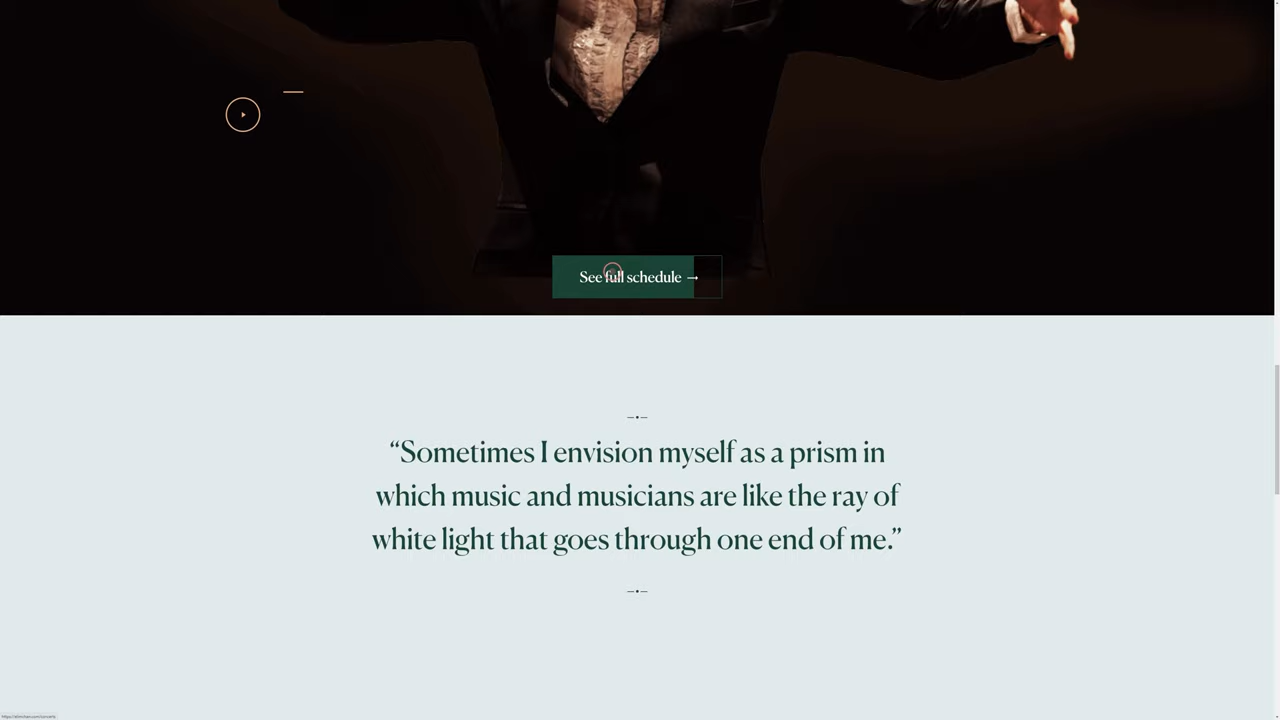 See full schedule →
“Sometimes I envision myself as a prism in
which music and musicians are like the ray of
white light that goes through one end of me.”